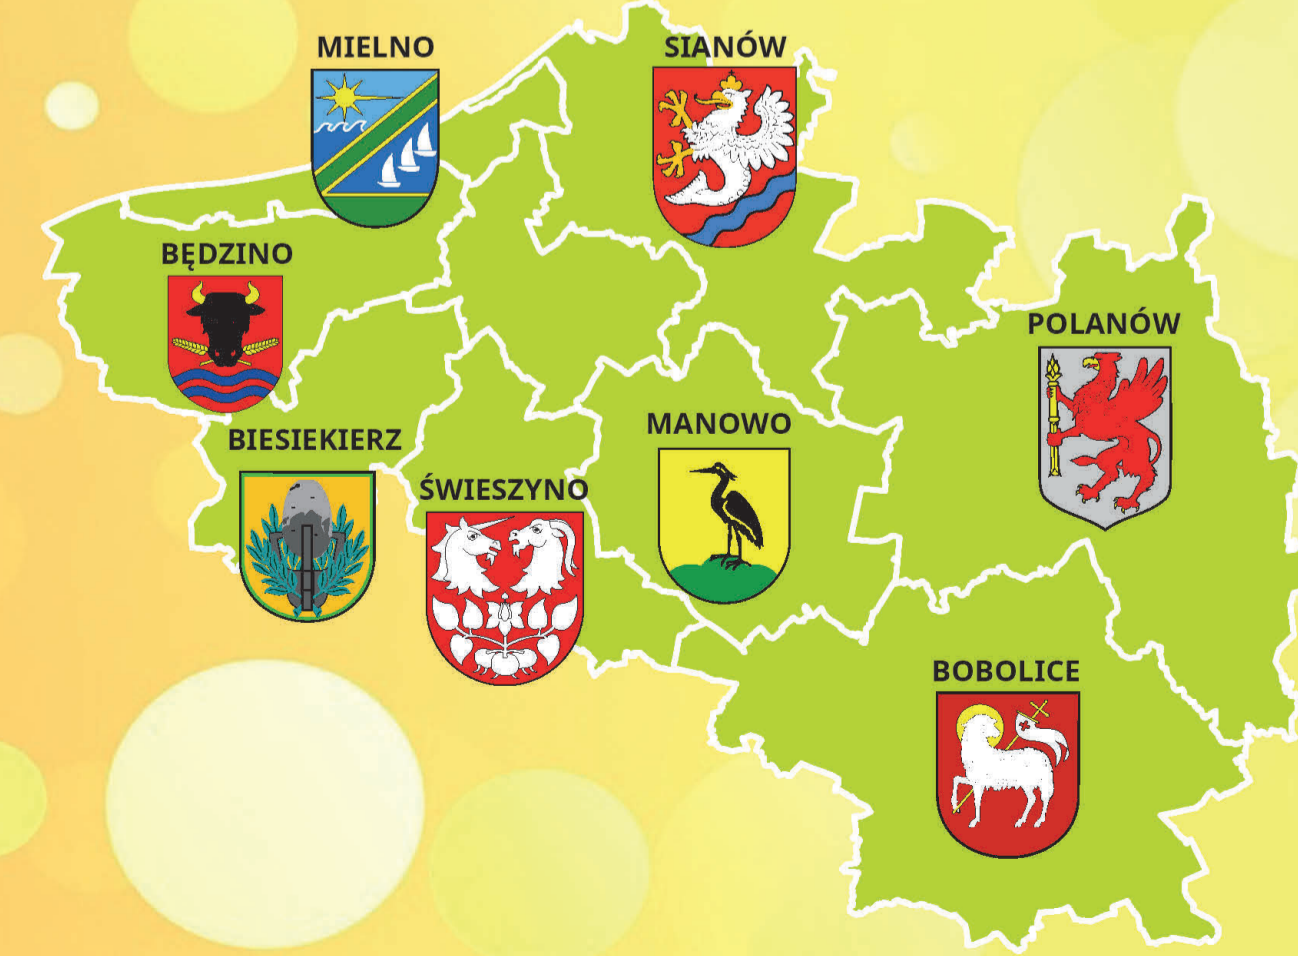 MIELNO
SIANÓW
BĘDZINO
POLANÓW
BIESIEKIERZ
MANOWO
ŚWIESZYNO
BOBOLICE